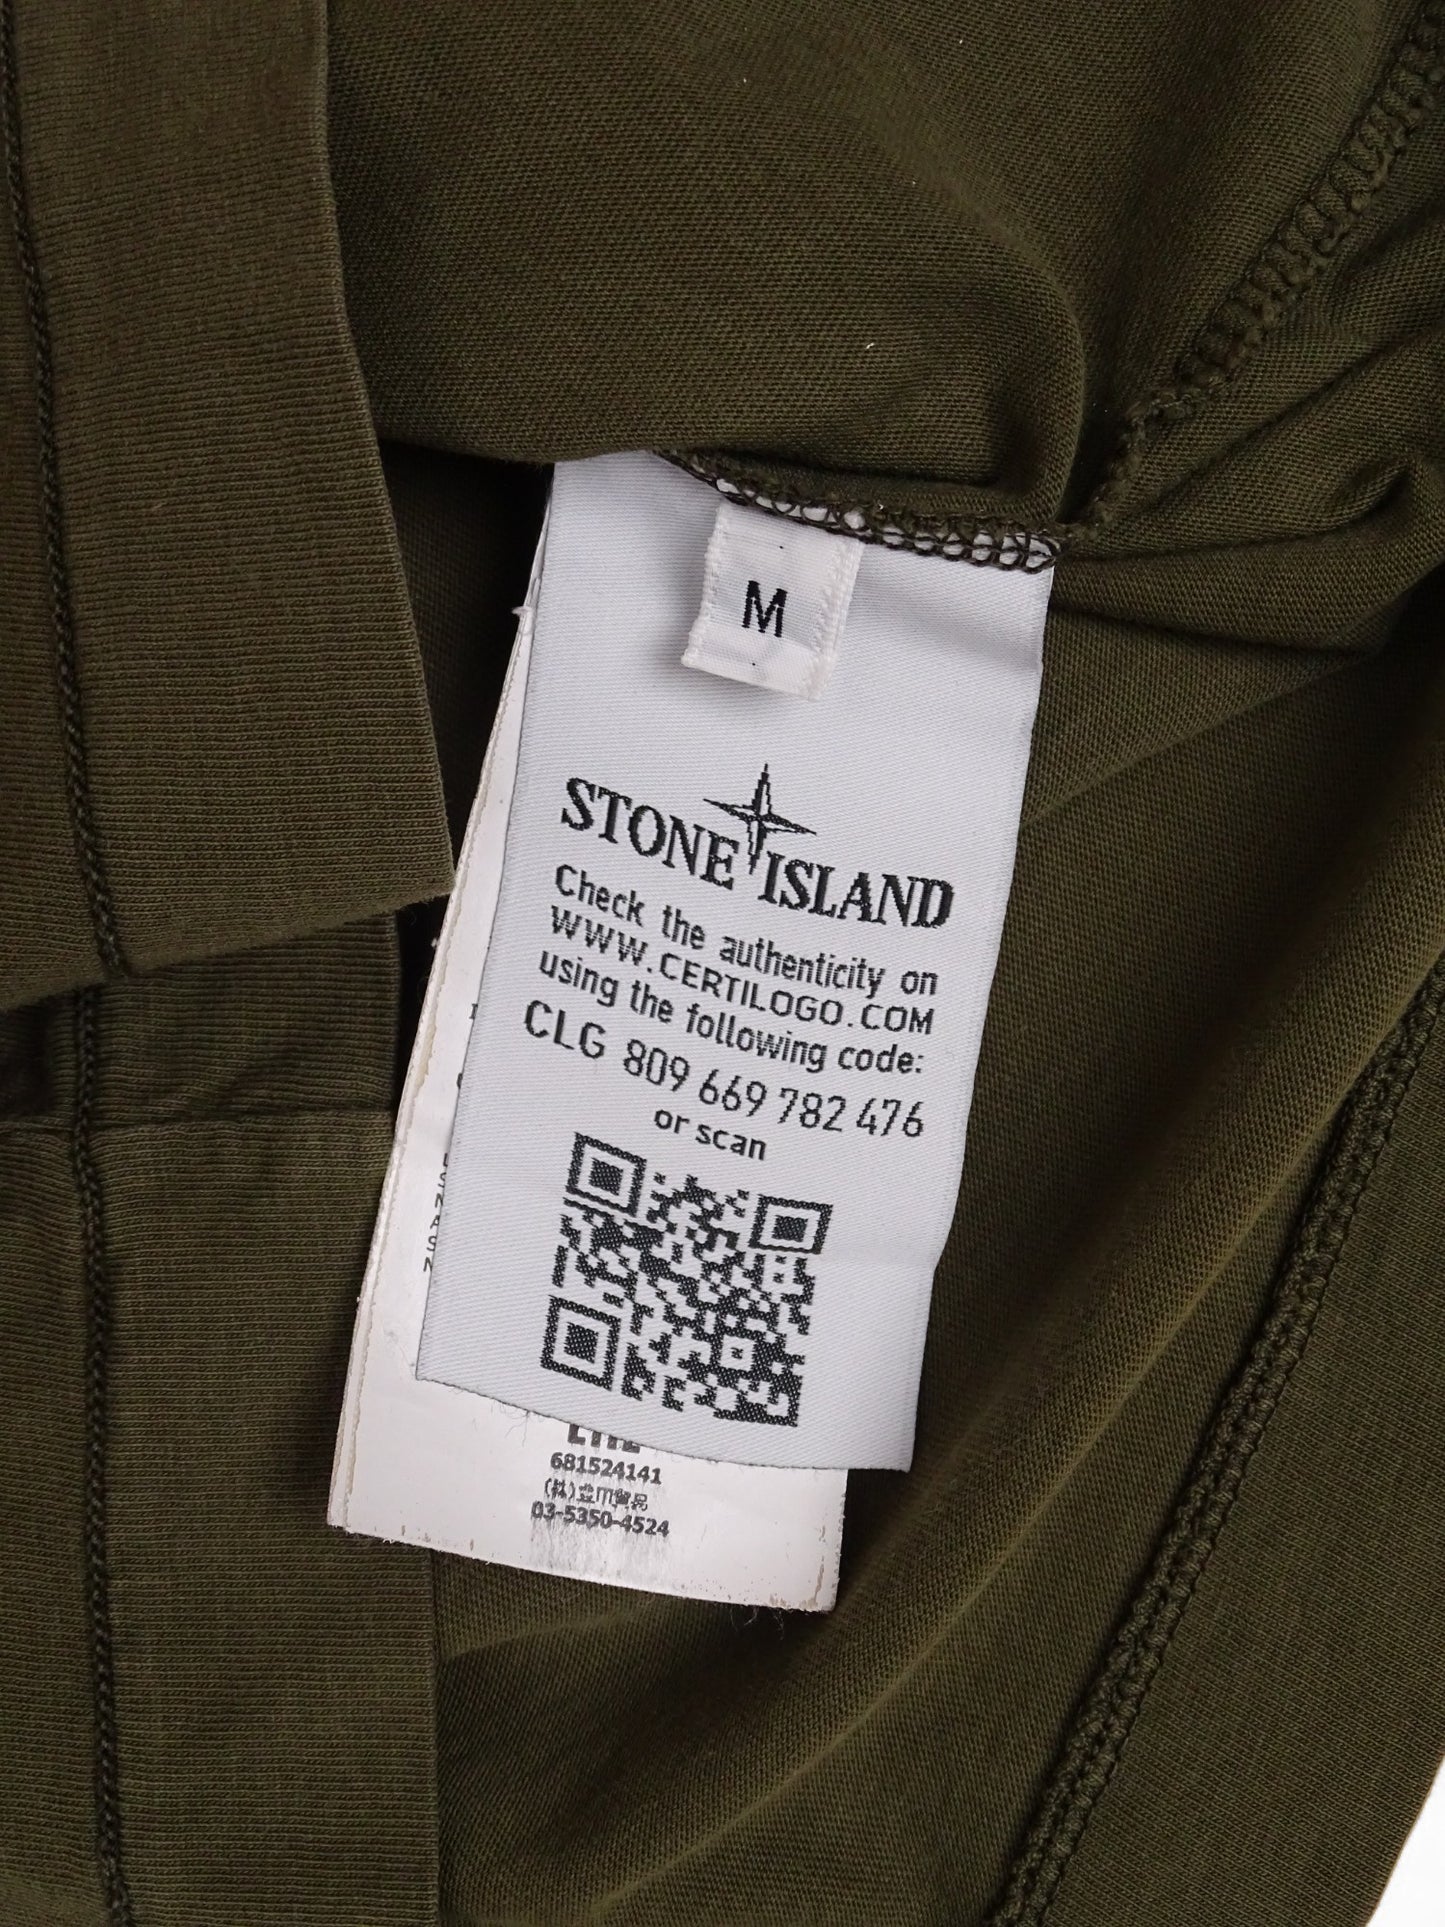 M
STONE ISLAND
Check the authenticity on
WWW.CERTILOGO.COM
using the following code:
CLG 809 669 782 476
or scan
681524141
03-5350-4524